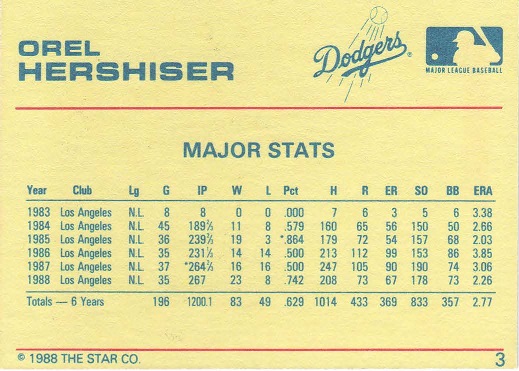 OREL
HERSHISER
Dodgers®
MAJOR LEAGUE BASEBALL
MAJOR STATS
Year Club Lg G IP W L Pct H R ER SO BB ERA
1983 Los Angeles N.L. 8 8 0 0 .000 7 6 3 5 6 3.38
1984 Los Angeles N.L. 45 189⅔ 11 8 .579 160 65 56 150 50 2.66
1985 Los Angeles N.L. 36 239⅔ 19 3 *.864 179 72 54 157 68 2.03
1986 Los Angeles N.L. 35 231⅓ 14 14 .500 213 112 99 153 86 3.85
1987 Los Angeles N.L. 37 *264⅔ 16 16 .500 247 105 90 190 74 3.06
1988 Los Angeles N.L. 35 267 23 8 .742 208 73 67 178 73 2.26
Totals — 6 Years 196 1200.1 83 49 .629 1014 433 369 833 357 2.77
© 1988 THE STAR CO. 3